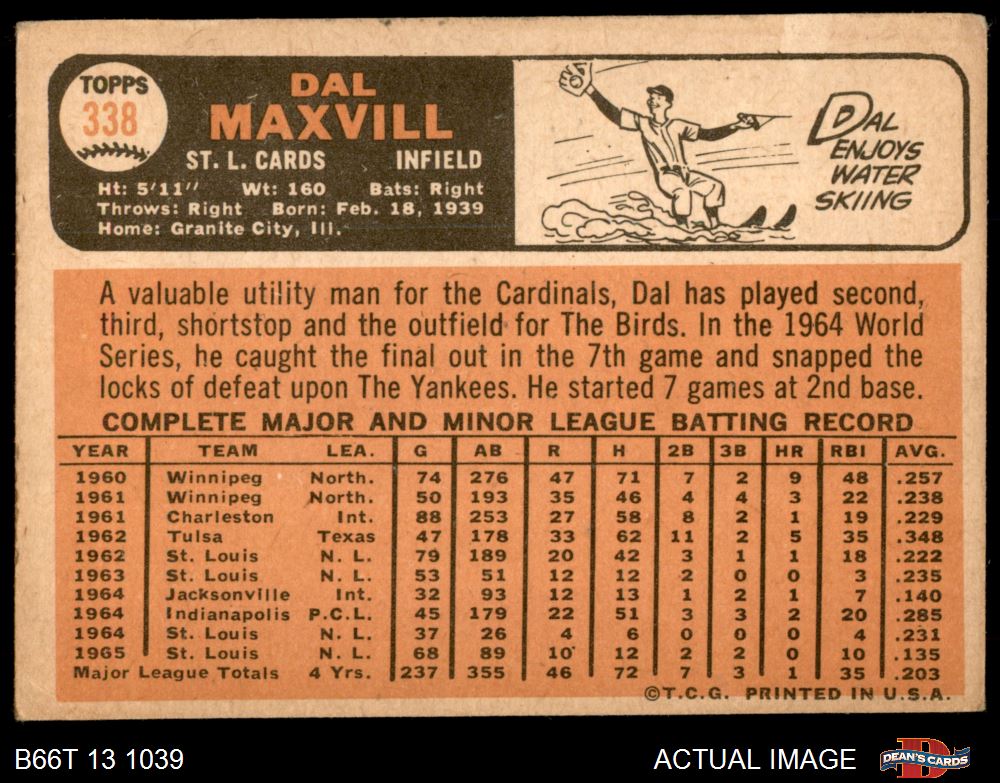 TOPPS
338
DAL
MAXVILL
ST. L. CARDS INFIELD
Ht: 5'11" Wt: 160 Bats: Right
Throws: Right Born: Feb. 18, 1939
Home: Granite City, Ill.
DAL
ENJOYS
WATER
SKIING
A valuable utility man for the Cardinals, Dal has played second,
third, shortstop and the outfield for The Birds. In the 1964 World
Series, he caught the final out in the 7th game and snapped the
locks of defeat upon The Yankees. He started 7 games at 2nd base.
COMPLETE MAJOR AND MINOR LEAGUE BATTING RECORD
YEAR TEAM LEA. G AB R H 2B 3B HR RBI AVG.
1960 Winnipeg North. 74 276 47 71 7 2 9 48 .257
1961 Winnipeg North. 50 193 35 46 4 4 3 22 .238
1961 Charleston Int. 88 253 27 58 8 2 1 19 .229
1962 Tulsa Texas 47 178 33 62 11 2 5 35 .348
1962 St. Louis N. L. 79 189 20 42 3 1 1 18 .222
1963 St. Louis N. L. 53 51 12 12 2 0 0 3 .235
1964 Jacksonville Int. 32 93 12 13 1 2 1 7 .140
1964 Indianapolis P.C.L. 45 179 22 51 3 3 2 20 .285
1964 St. Louis N. L. 37 26 4 6 0 0 0 4 .231
1965 St. Louis N. L. 68 89 10 12 2 2 0 10 .135
Major League Totals 4 Yrs. 237 355 46 72 7 3 1 35 .203
©T.C.G. PRINTED IN U.S.A.
B66T 13 1039
ACTUAL IMAGE
DEAN'S CARDS